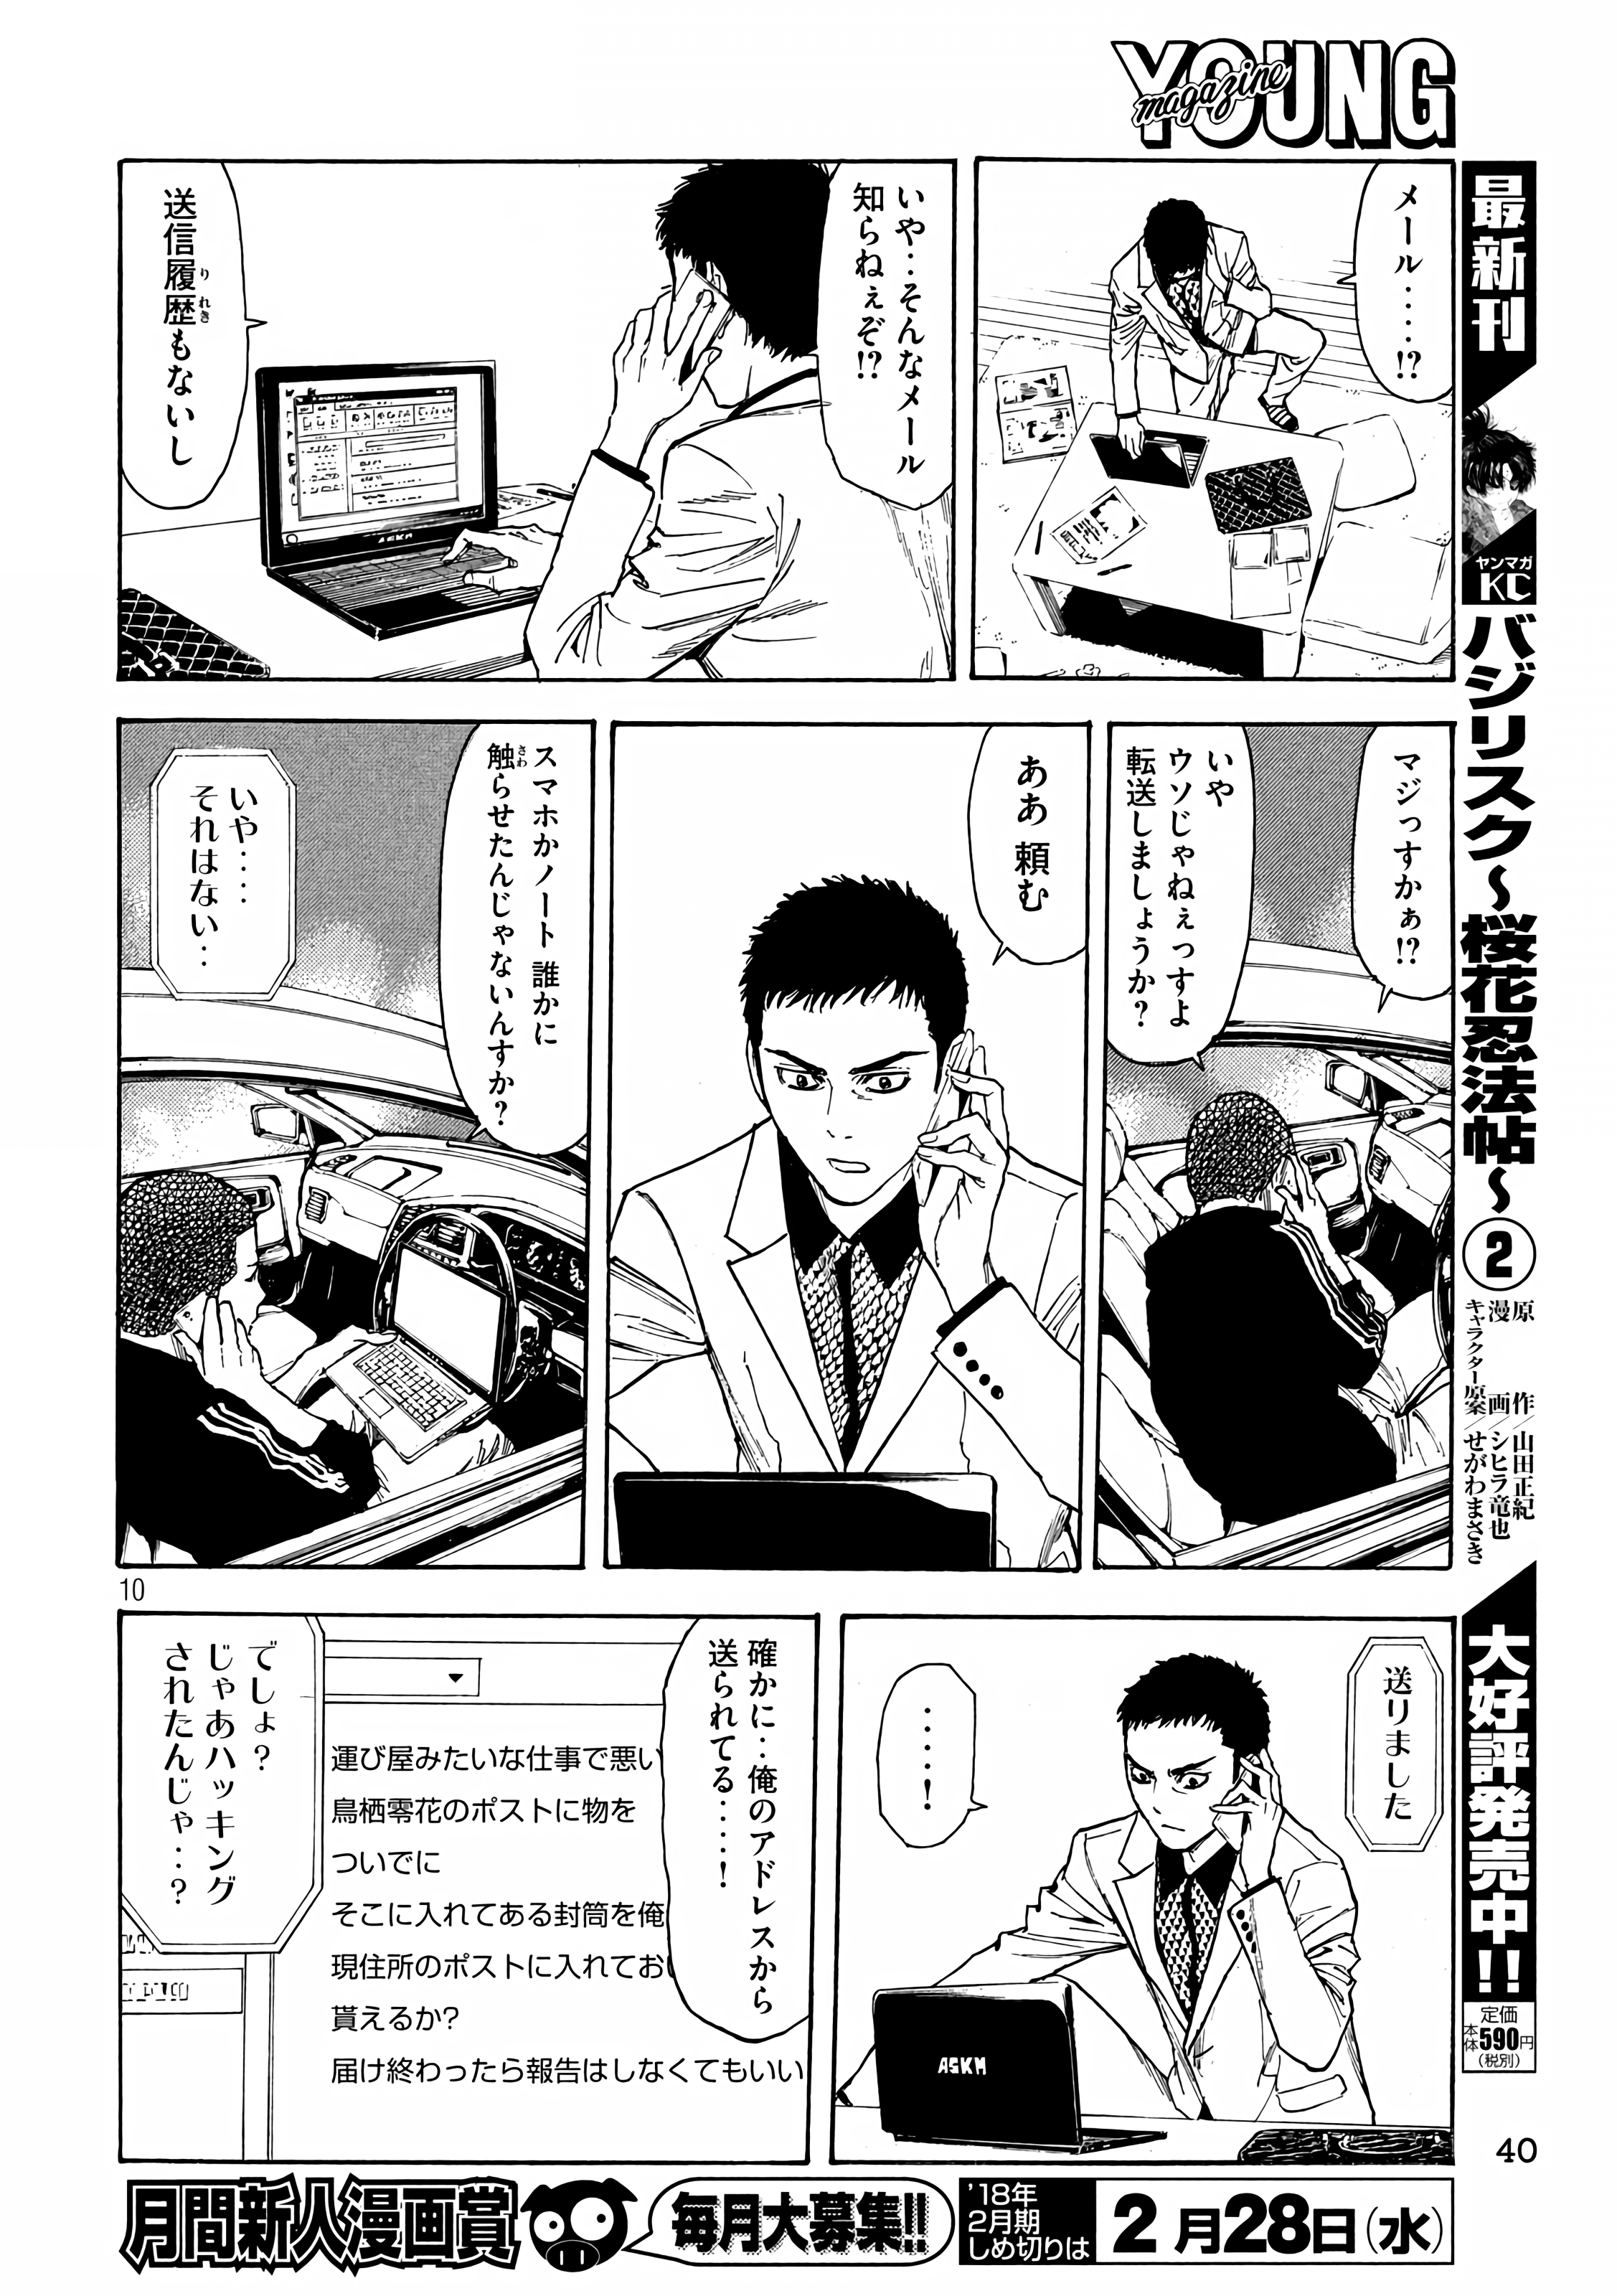 YOUNG
magazine
メール‥‥!?
いや‥そんなメール
知らねぇぞ!?
送信履歴もないし
りれき
マジっすかぁ!?
いや
ウソじゃねぇっすよ
転送しましょうか?
ああ 頼む
スマホかノート 誰かに
触らせたんじゃないんすか?
さわ
いや‥‥
それはない‥
10
送りました
‥‥!
確かに‥俺のアドレスから
送られてる‥‥!
運び屋みたいな仕事で悪い
鳥栖零花のポストに物を
ついでに
そこに入れてある封筒を俺
現住所のポストに入れてお
貰えるか?
届け終わったら報告はしなくてもいい
でしょ?
じゃあハッキング
されたんじゃ‥?
最新刊
ヤンマガ
KC
バジリスク～桜花忍法帖～②
原作/山田正紀
漫画/シヒラ竜也
キャラクター原案/せがわまさき
大好評発売中!!
定価
本体590円
(税別)
40
月間新人漫画賞
毎月大募集!!
'18年
2月期
しめ切りは
2月28日(水)
ASKM
ASKM